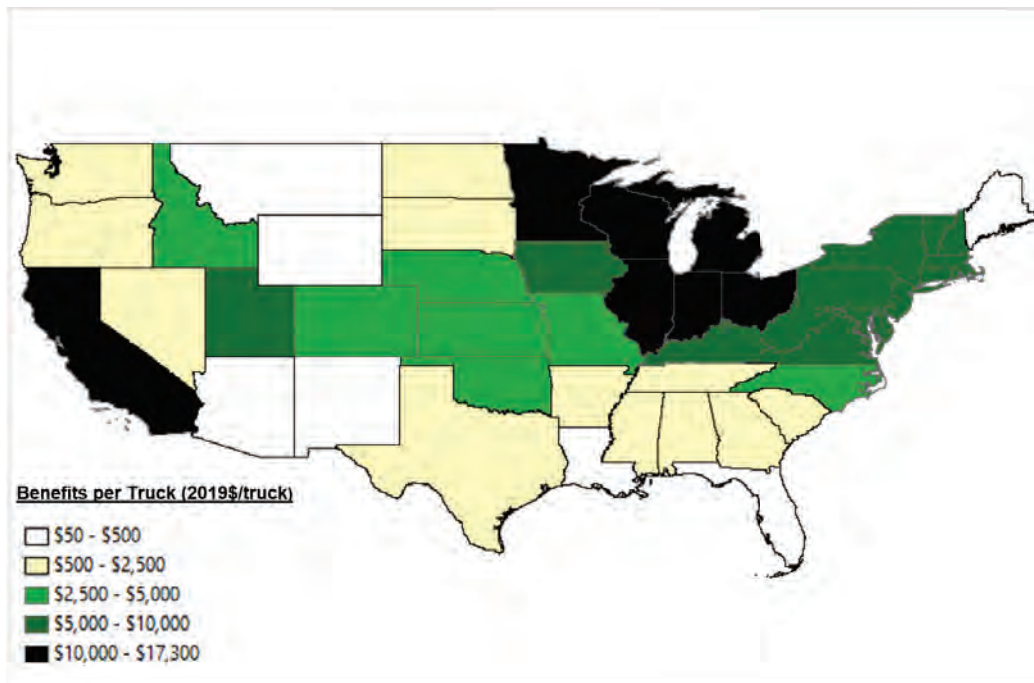 Benefits per Truck (2019$/truck)
$50 - $500
$500 - $2,500
$2,500 - $5,000
$5,000 - $10,000
$10,000 - $17,300